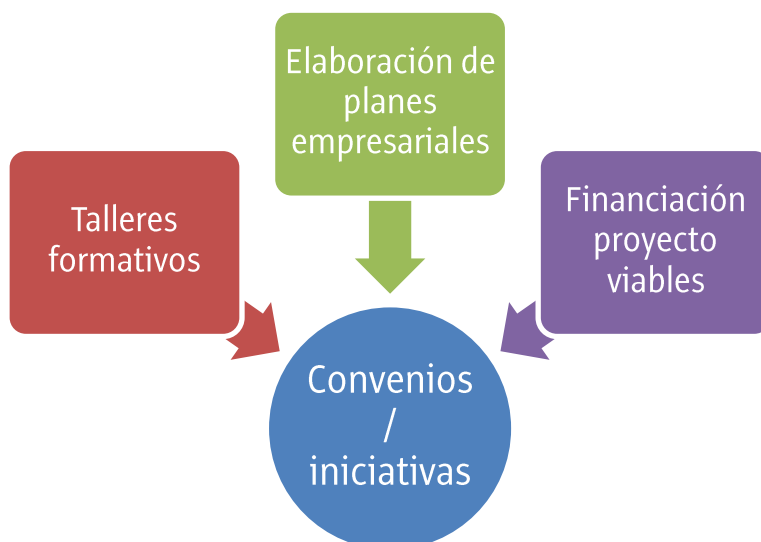 Elaboración de
planes
empresariales
Talleres
formativos
Financiación
proyecto
viables
Convenios
/
iniciativas